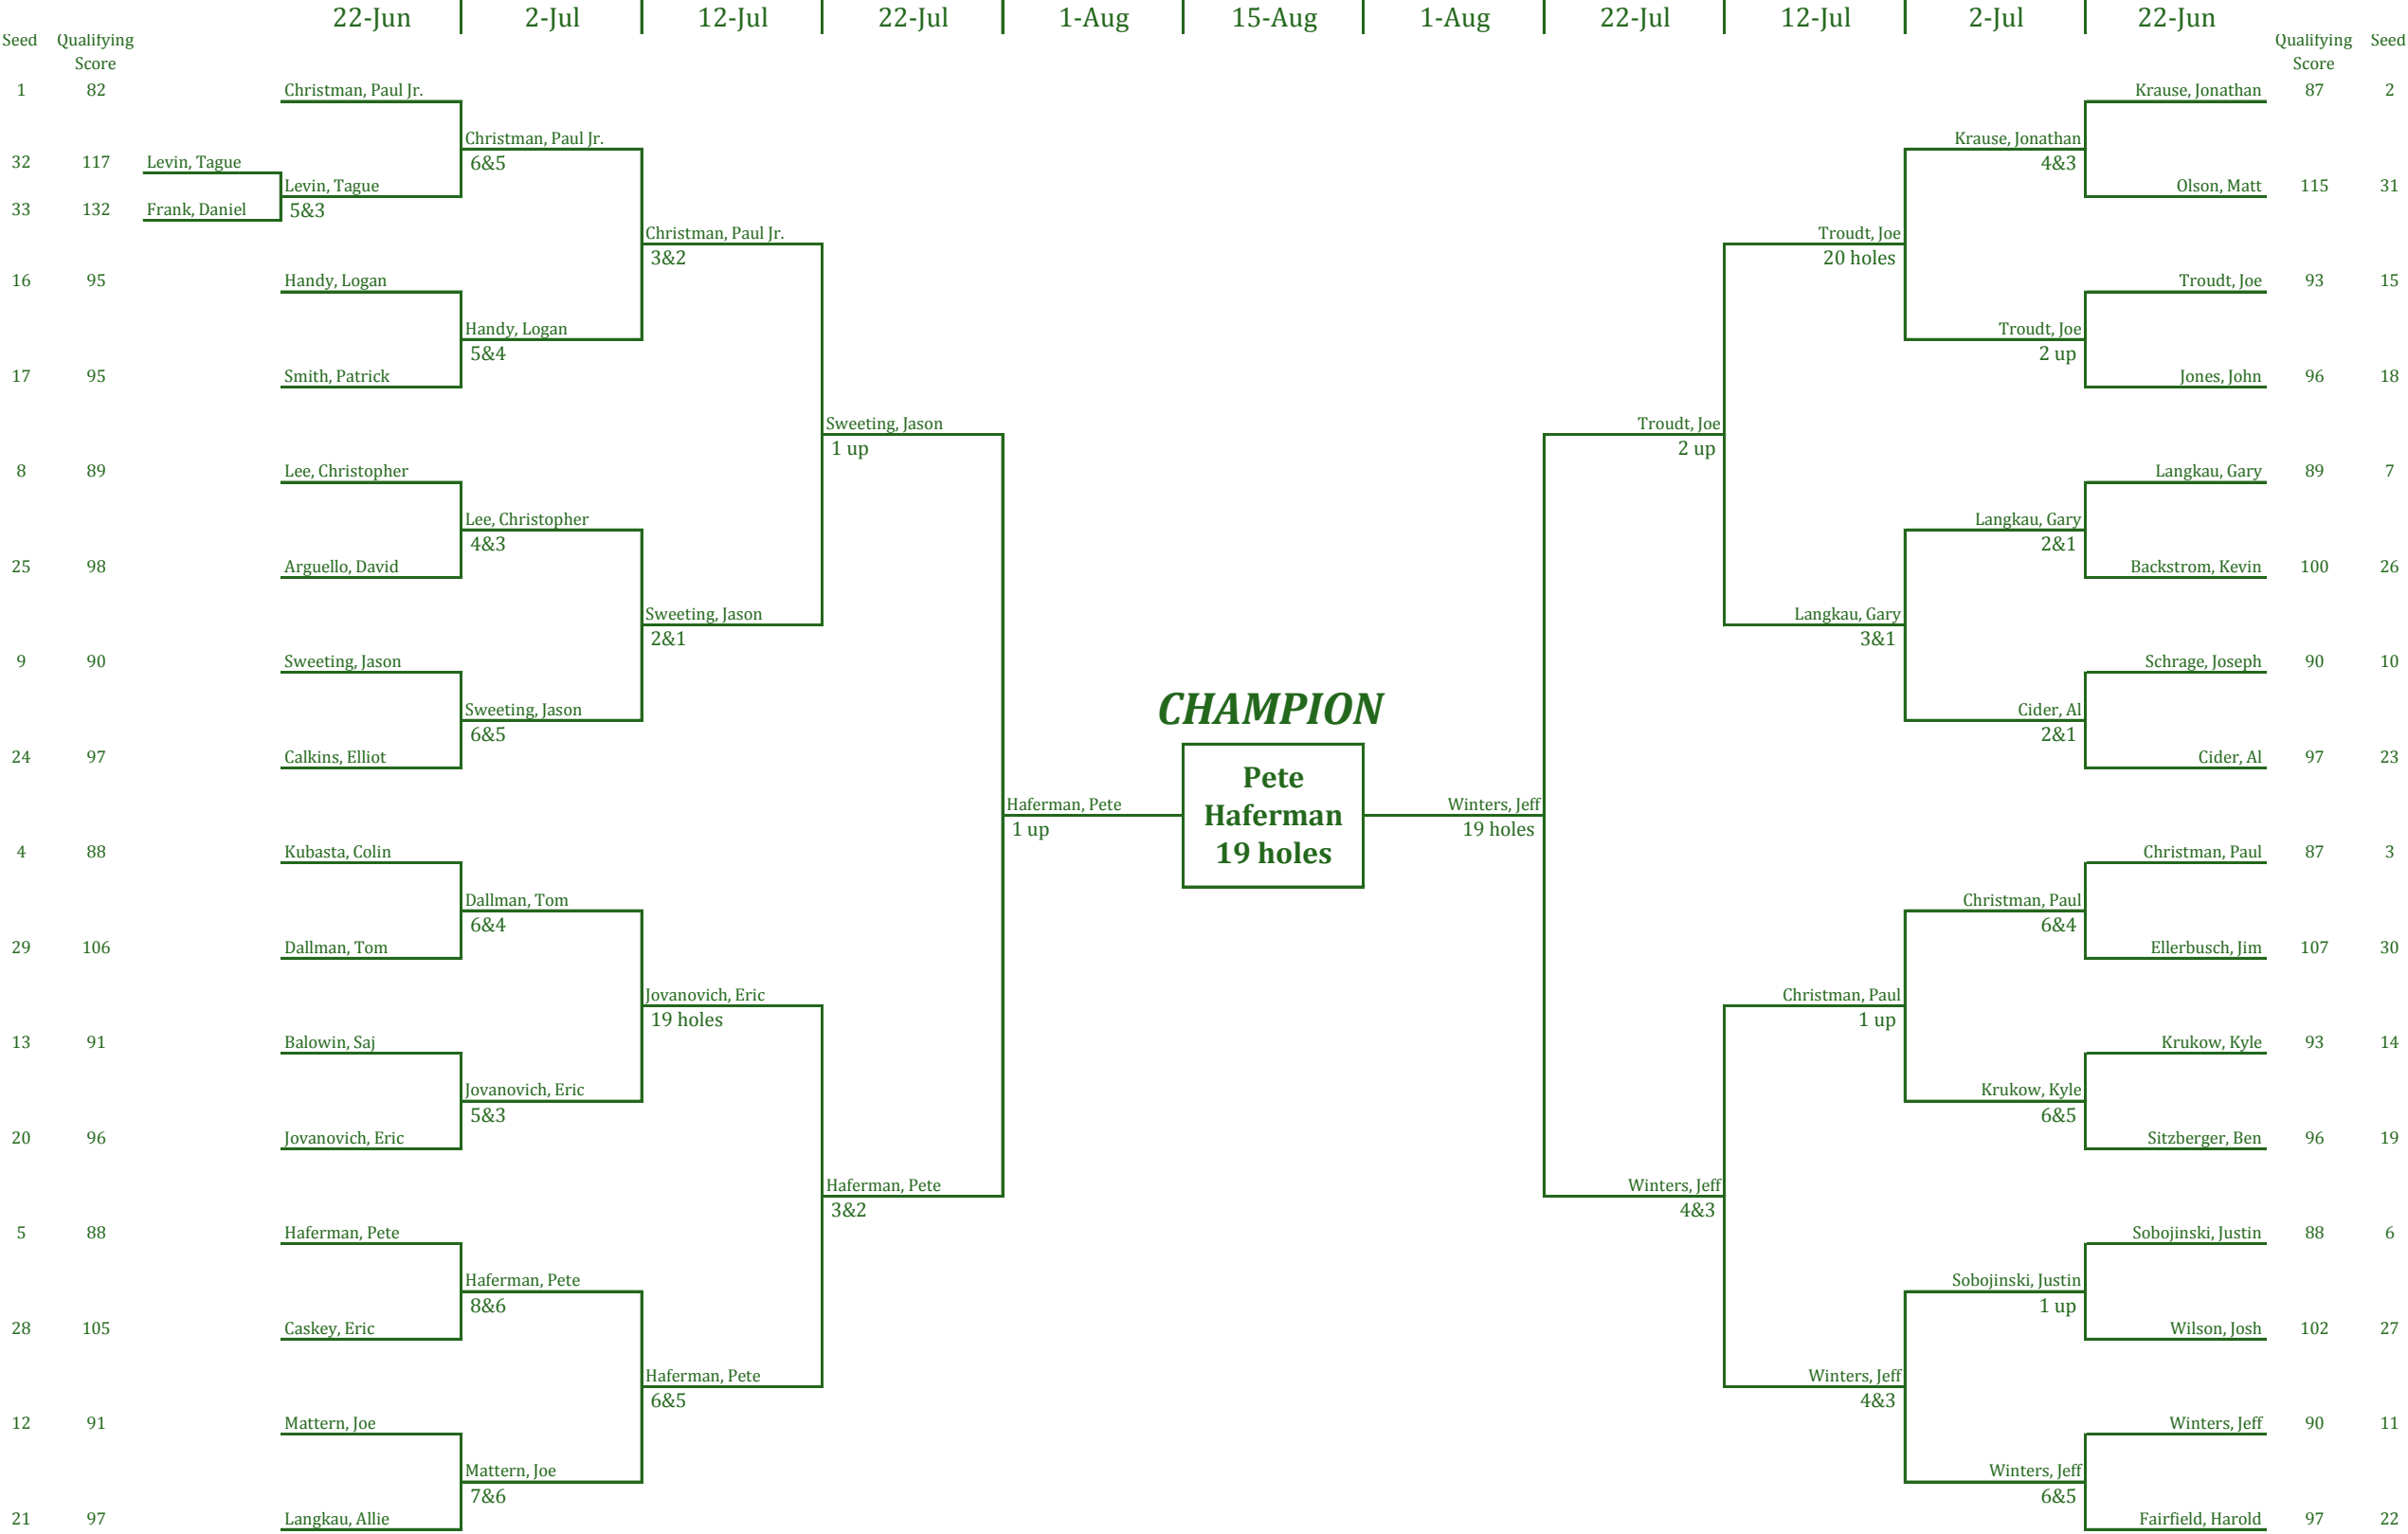 22-Jun 2-Jul 12-Jul 22-Jul 1-Aug 15-Aug 1-Aug 22-Jul 12-Jul 2-Jul 22-Jun
Seed Qualifying Qualifying Seed
Score Score
1 82 Christman, Paul Jr. Krause, Jonathan 87 2
Christman, Paul Jr. Krause, Jonathan
32 117 Levin, Tague 6&5 4&3
Levin, Tague Olson, Matt 115 31
33 132 Frank, Daniel 5&3
Christman, Paul Jr. Troudt, Joe
3&2 20 holes
16 95 Handy, Logan Troudt, Joe 93 15
Handy, Logan Troudt, Joe
5&4 2 up
17 95 Smith, Patrick Jones, John 96 18
Sweeting, Jason Troudt, Joe
1 up 2 up
8 89 Lee, Christopher Langkau, Gary 89 7
Lee, Christopher Langkau, Gary
4&3 2&1
25 98 Arguello, David Backstrom, Kevin 100 26
Sweeting, Jason Langkau, Gary
2&1 3&1
9 90 Sweeting, Jason Schrage, Joseph 90 10
CHAMPION
Sweeting, Jason Cider, Al
6&5 2&1
24 97 Calkins, Elliot Cider, Al 97 23
Pete
Haferman, Pete Winters, Jeff
Haferman
1 up 19 holes
19 holes
4 88 Kubasta, Colin Christman, Paul 87 3
Dallman, Tom Christman, Paul
6&4 6&4
29 106 Dallman, Tom Ellerbusch, Jim 107 30
Jovanovich, Eric Christman, Paul
19 holes 1 up
13 91 Balowin, Saj Krukow, Kyle 93 14
Jovanovich, Eric Krukow, Kyle
5&3 6&5
20 96 Jovanovich, Eric Sitzberger, Ben 96 19
Haferman, Pete Winters, Jeff
3&2 4&3
5 88 Haferman, Pete Sobojinski, Justin 88 6
Haferman, Pete Sobojinski, Justin
8&6 1 up
28 105 Caskey, Eric Wilson, Josh 102 27
Haferman, Pete Winters, Jeff
6&5 4&3
12 91 Mattern, Joe Winters, Jeff 90 11
Mattern, Joe Winters, Jeff
7&6 6&5
21 97 Langkau, Allie Fairfield, Harold 97 22